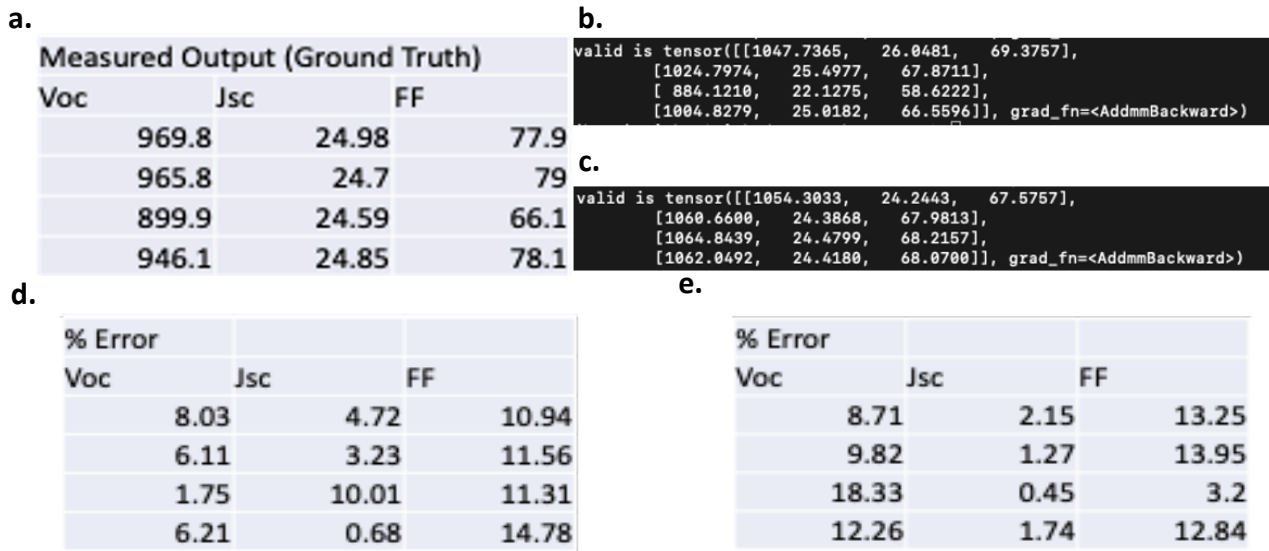 a.
Measured Output (Ground Truth)
Voc Jsc FF
969.8 24.98 77.9
965.8 24.7 79
899.9 24.59 66.1
946.1 24.85 78.1
b.
valid is tensor([[1047.7365, 26.0481, 69.3757],
[1024.7974, 25.4977, 67.8711],
[ 884.1210, 22.1275, 58.6222],
[1004.8279, 25.0182, 66.5596]], grad_fn=<AddmmBackward>)
c.
valid is tensor([[1054.3033, 24.2443, 67.5757],
[1060.6600, 24.3868, 67.9813],
[1064.8439, 24.4799, 68.2157],
[1062.0492, 24.4180, 68.0700]], grad_fn=<AddmmBackward>)
d.
% Error
Voc Jsc FF
8.03 4.72 10.94
6.11 3.23 11.56
1.75 10.01 11.31
6.21 0.68 14.78
e.
% Error
Voc Jsc FF
8.71 2.15 13.25
9.82 1.27 13.95
18.33 0.45 3.2
12.26 1.74 12.84